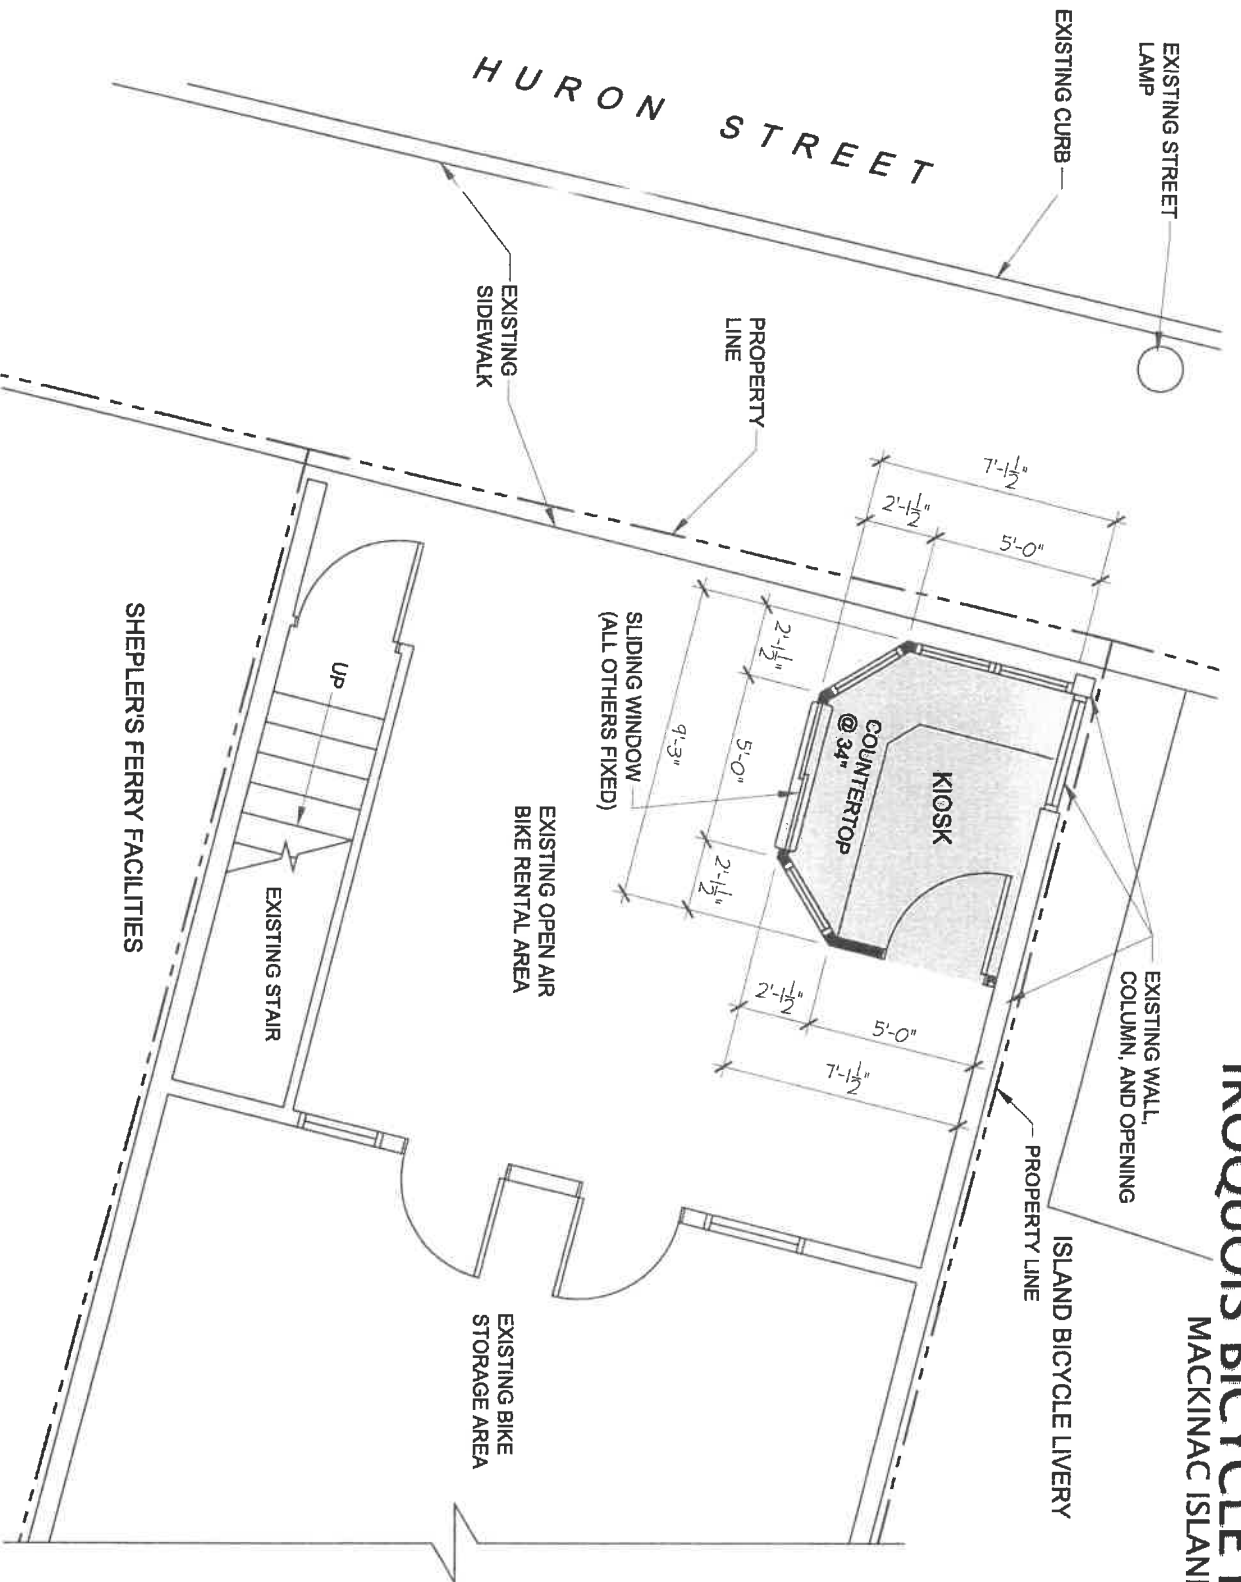 IROQUOIS BICYCLE
MACKINAC ISLAND
EXISTING STREET
LAMP
EXISTING CURB
HURON STREET
EXISTING
SIDEWALK
PROPERTY
LINE
7'-1½"
2'-1½"
5'-0"
2'-1½"
5'-0"
2'-1½"
9'-3"
SLIDING WINDOW
(ALL OTHERS FIXED)
KIOSK
COUNTERTOP
@ 34"
2'-1½"
5'-0"
7'-1½"
EXISTING WALL,
COLUMN, AND OPENING
PROPERTY LINE
ISLAND BICYCLE LIVERY
UP
EXISTING STAIR
SHEPLER'S FERRY FACILITIES
EXISTING OPEN AIR
BIKE RENTAL AREA
EXISTING BIKE
STORAGE AREA